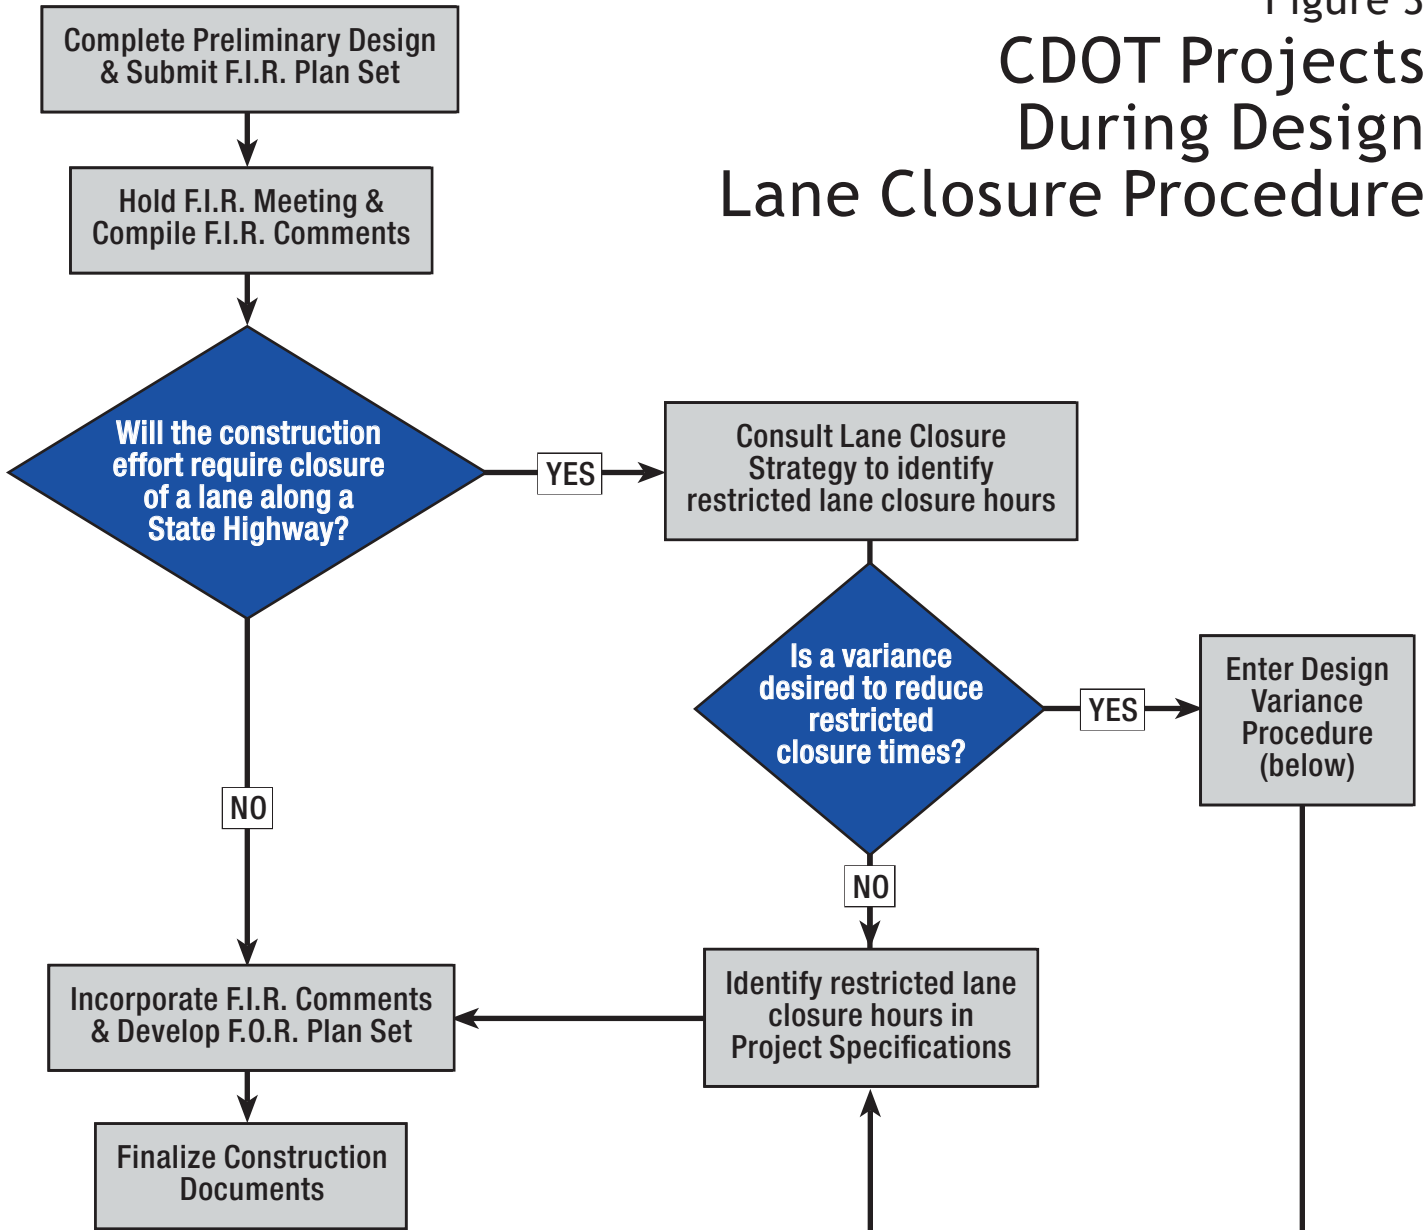 Figure
CDOT Projects
During Design
Lane Closure Procedure
Complete Preliminary Design
& Submit F.I.R. Plan Set
Hold F.I.R. Meeting &
Compile F.I.R. Comments
Will the construction
effort require closure
of a lane along a
State Highway?
YES
Consult Lane Closure
Strategy to identify
restricted lane closure hours
Is a variance
desired to reduce
restricted
closure times?
YES
Enter Design
Variance
Procedure
(below)
NO
NO
Identify restricted lane
closure hours in
Project Specifications
Incorporate F.I.R. Comments
& Develop F.O.R. Plan Set
Finalize Construction
Documents